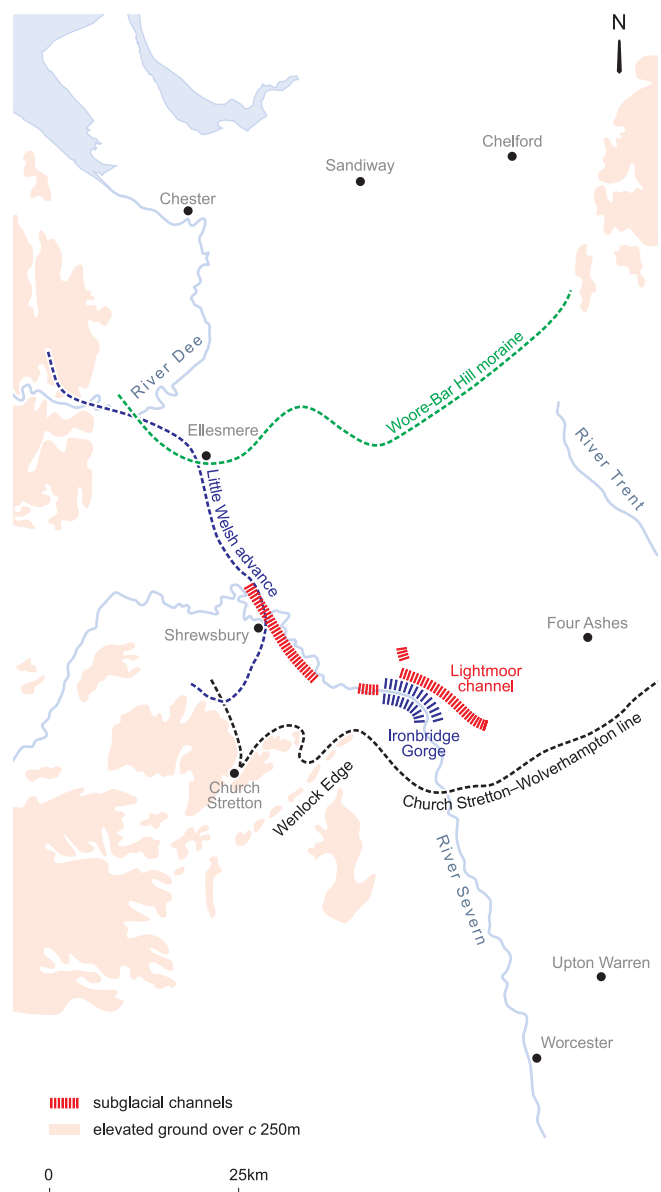 N
Chelford
Sandiway
Chester
River Dee
Woore-Bar Hill moraine
Ellesmere
River Trent
Little Welsh advance
Four Ashes
Shrewsbury
Lightmoor
channel
Ironbridge
Gorge
Church
Stretton
Wenlock Edge
Church Stretton–Wolverhampton line
River Severn
Upton Warren
Worcester
subglacial channels
elevated ground over c 250m
0 25km